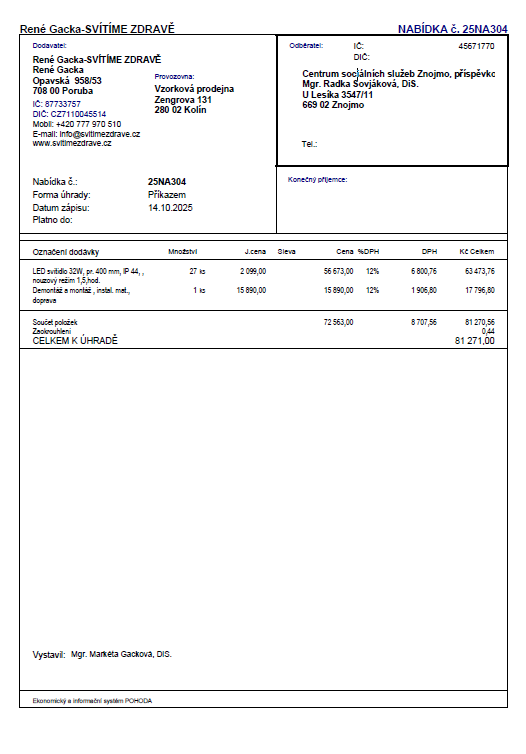 René Gacka-SVÍTÍME ZDRAVĚ NABÍDKA č. 25NA304
Dodavatel:
René Gacka-SVÍTÍME ZDRAVĚ
René Gacka
Opavská 958/53
708 00 Poruba
IČ: 87733757
DIČ: CZ7110045514
Mobil: +420 777 970 510
E-mail: info@svitimezdrave.cz
www.svitimezdrave.cz
Provozovna:
Vzorková prodejna
Zengrova 131
280 02 Kolín
Odběratel: IČ: 45671770
DIČ:
Centrum sociálních služeb Znojmo, příspěvkc
Mgr. Radka Sovjáková, DiS.
U Lesíka 3547/11
669 02 Znojmo
Tel.:
Nabídka č.: 25NA304
Forma úhrady: Příkazem
Datum zápisu: 14.10.2025
Platno do:
Konečný příjemce:
Označení dodávky Množství J.cena Sleva Cena %DPH DPH Kč Celkem
LED svítidlo 32W, pr. 400 mm, IP 44, , 27 ks 2 099,00 56 673,00 12% 6 800,76 63 473,76
nouzový režim 1,5,hod.
Demontáž a montáž , instal. mat., 1 ks 15 890,00 15 890,00 12% 1 906,80 17 796,80
doprava
Součet položek 72 563,00 8 707,56 81 270,56
Zaokrouhlení 0,44
CELKEM K ÚHRADĚ 81 271,00
Vystavil: Mgr. Markéta Gacková, DiS.
Ekonomický a informační systém POHODA